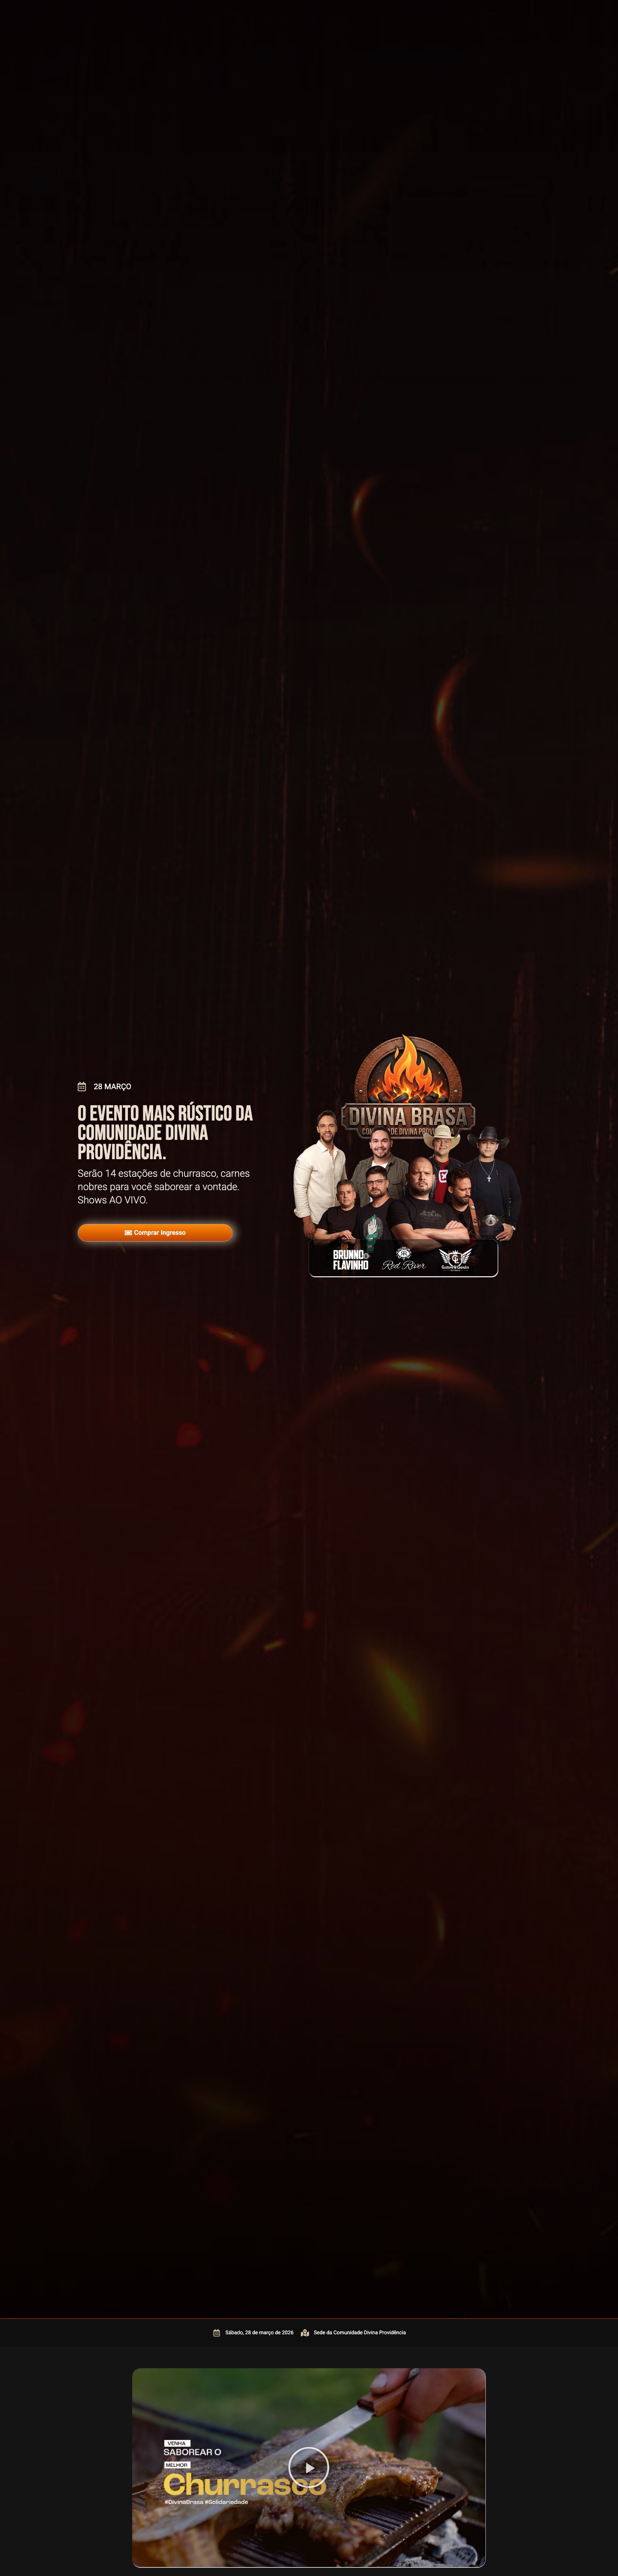 28 MARÇO
O EVENTO MAIS RÚSTICO DA
COMUNIDADE DIVINA
PROVIDÊNCIA.
Serão 14 estações de churrasco, carnes
nobres para você saborear a vontade.
Shows AO VIVO.
Comprar Ingresso
DIVINA BRASA
BRUNNO
FLAVINHO
Red River
Sábado, 28 de março de 2026
Sede da Comunidade Divina Providência
VENHA
SABOREAR O
MELHOR
Churrasco
#DivinaBrasa #Solidariedade